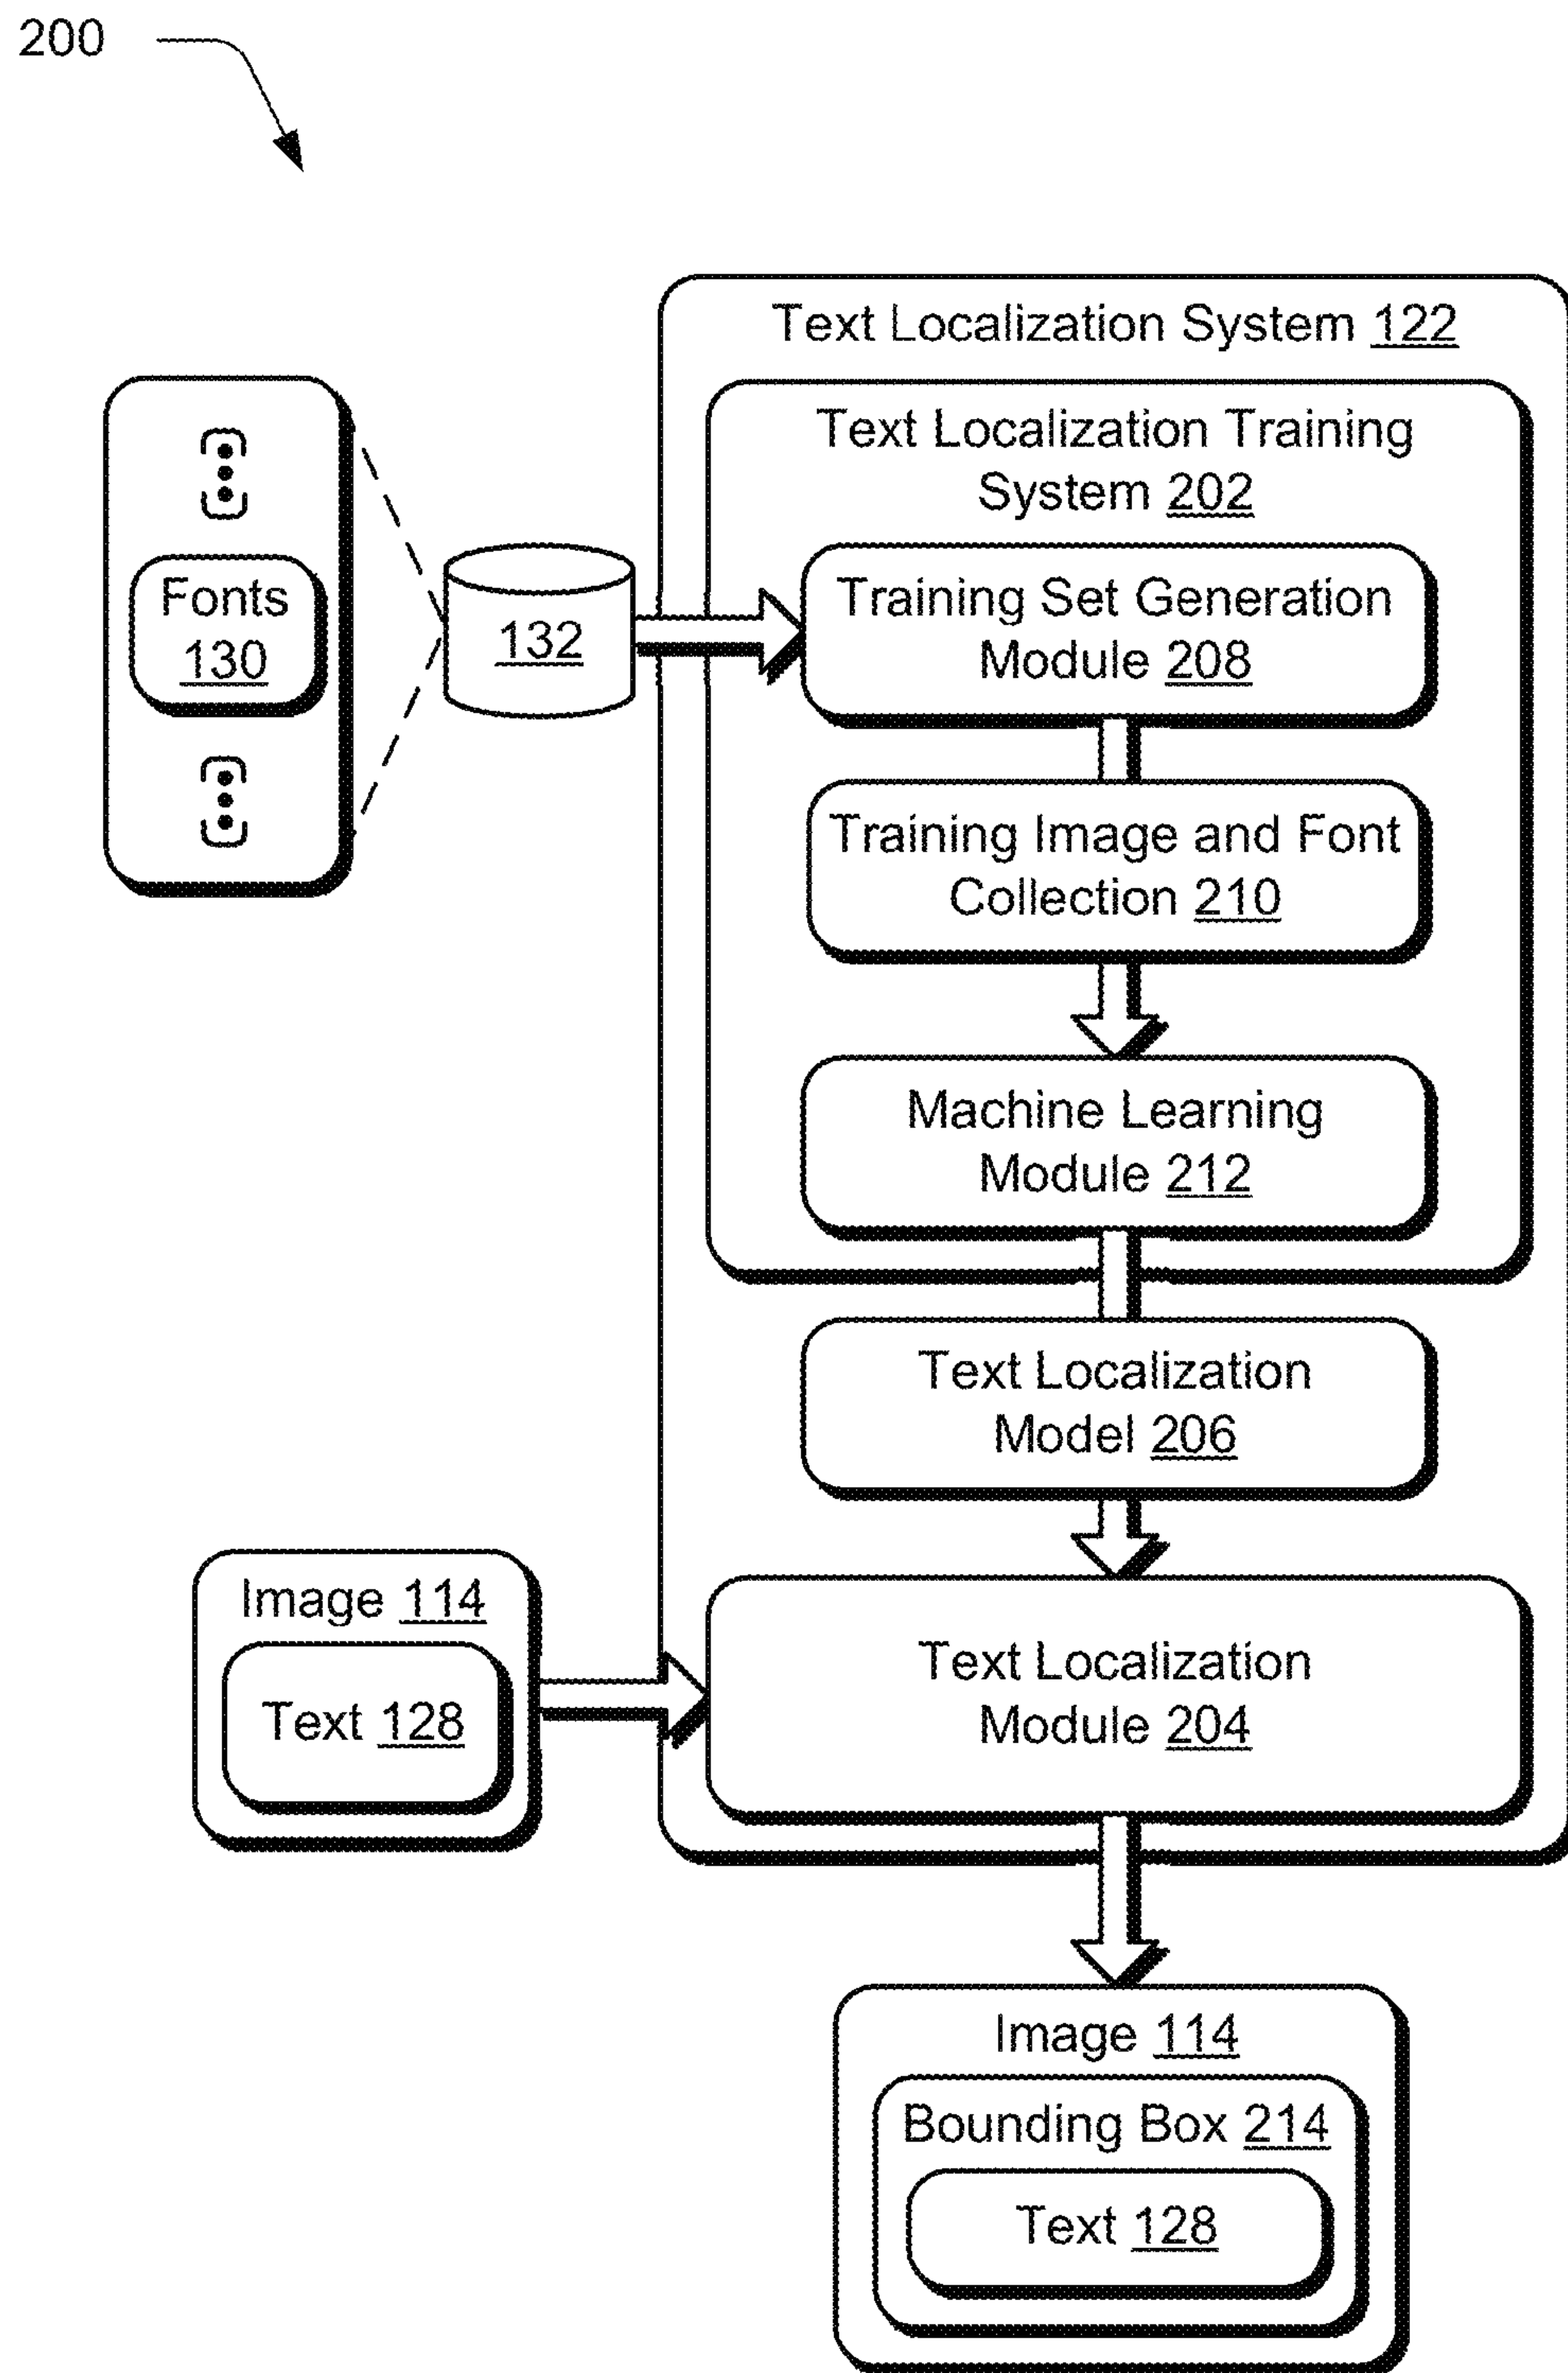 200
Text Localization System 122
Text Localization Training
System 202
Fonts
130
132
Training Set Generation
Module 208
Training Image and Font
Collection 210
Machine Learning
Module 212
Text Localization
Model 206
Image 114
Text 128
Text Localization
Module 204
Image 114
Bounding Box 214
Text 128